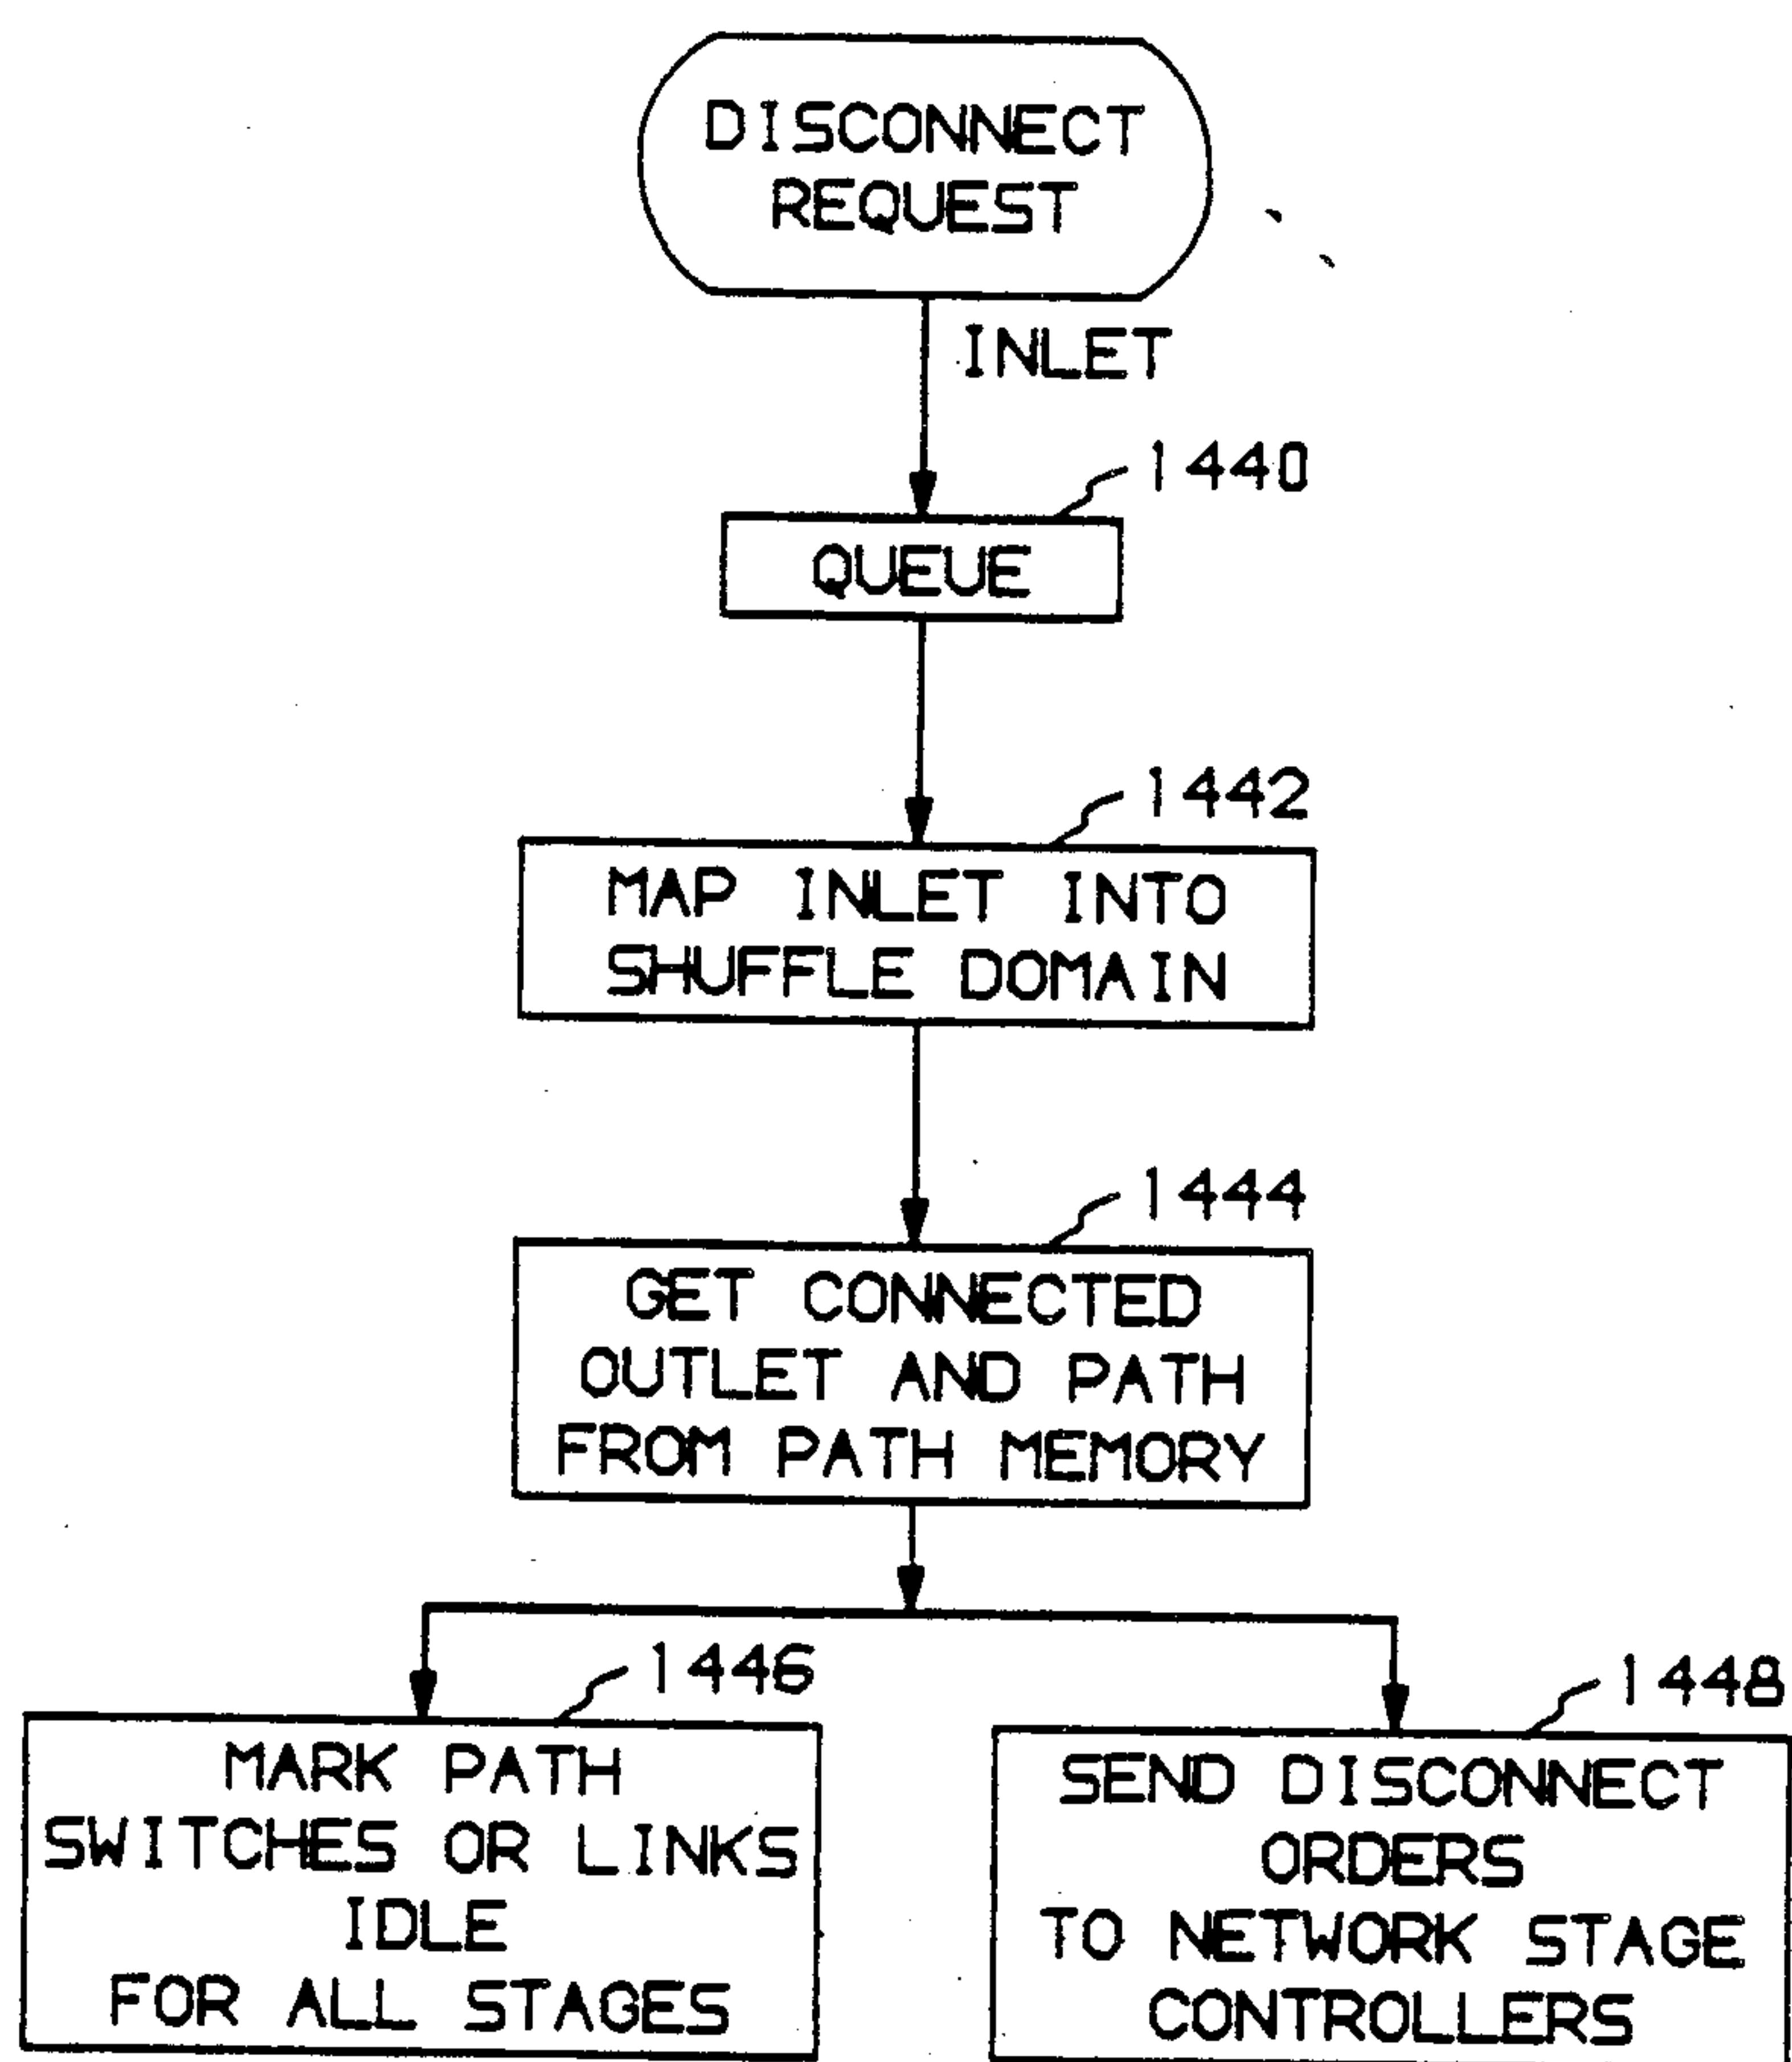 DISCONNECT
REQUEST
INLET
1440
QUEUE
1442
MAP INLET INTO
SHUFFLE DOMAIN
1444
GET CONNECTED
OUTLET AND PATH
FROM PATH MEMORY
1446
MARK PATH
SWITCHES OR LINKS
IDLE
FOR ALL STAGES
1448
SEND DISCONNECT
ORDERS
TO NETWORK STAGE
CONTROLLERS